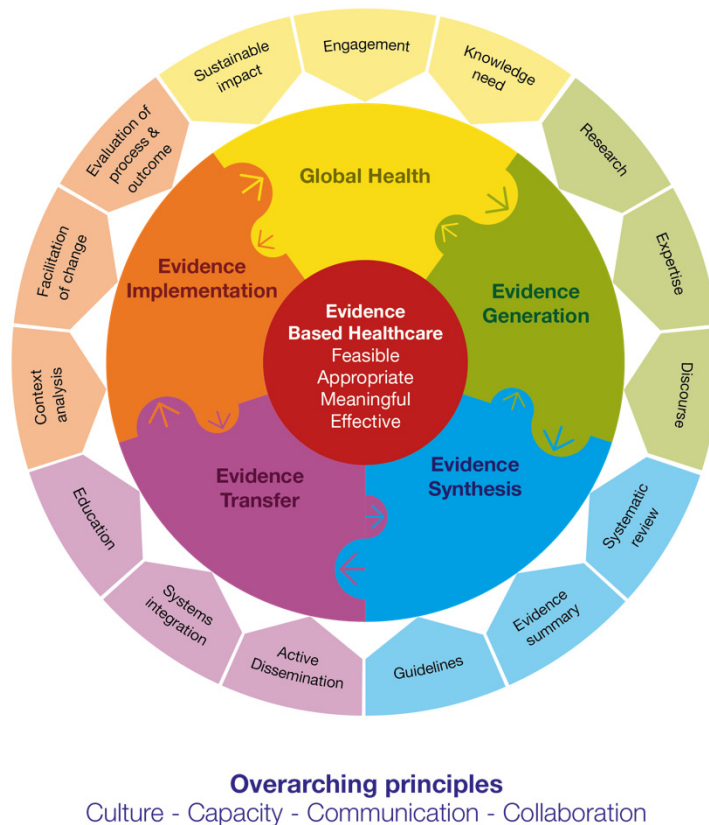 Engagement
Knowledge
need
Research
Expertise
Discourse
Systematic
review
Evidence
summary
Guidelines
Active
Dissemination
Systems
integration
Education
Context
analysis
Facilitation
of change
Evaluation of
process &
outcome
Sustainable
impact
Global Health
Evidence
Generation
Evidence
Synthesis
Evidence
Transfer
Evidence
Implementation
Evidence
Based Healthcare
Feasible
Appropriate
Meaningful
Effective
Overarching principles
Culture - Capacity - Communication - Collaboration